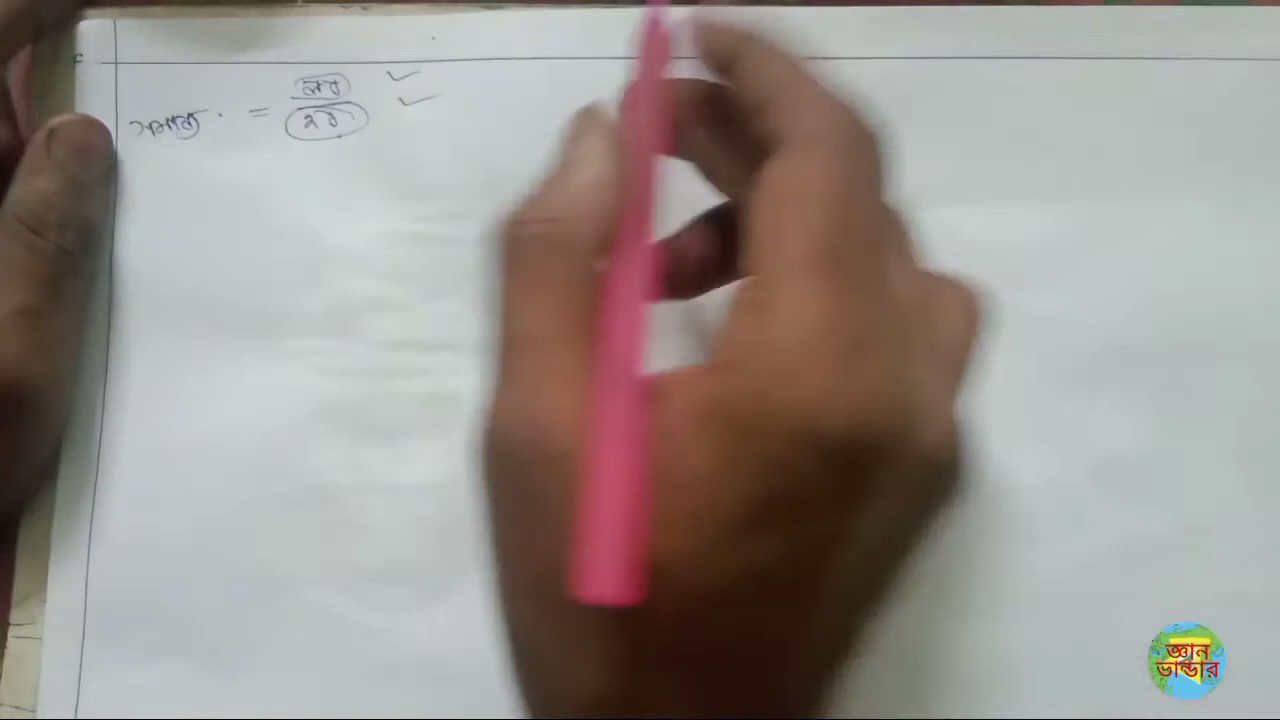 = লব
হর
জ্ঞান
ভান্ডার